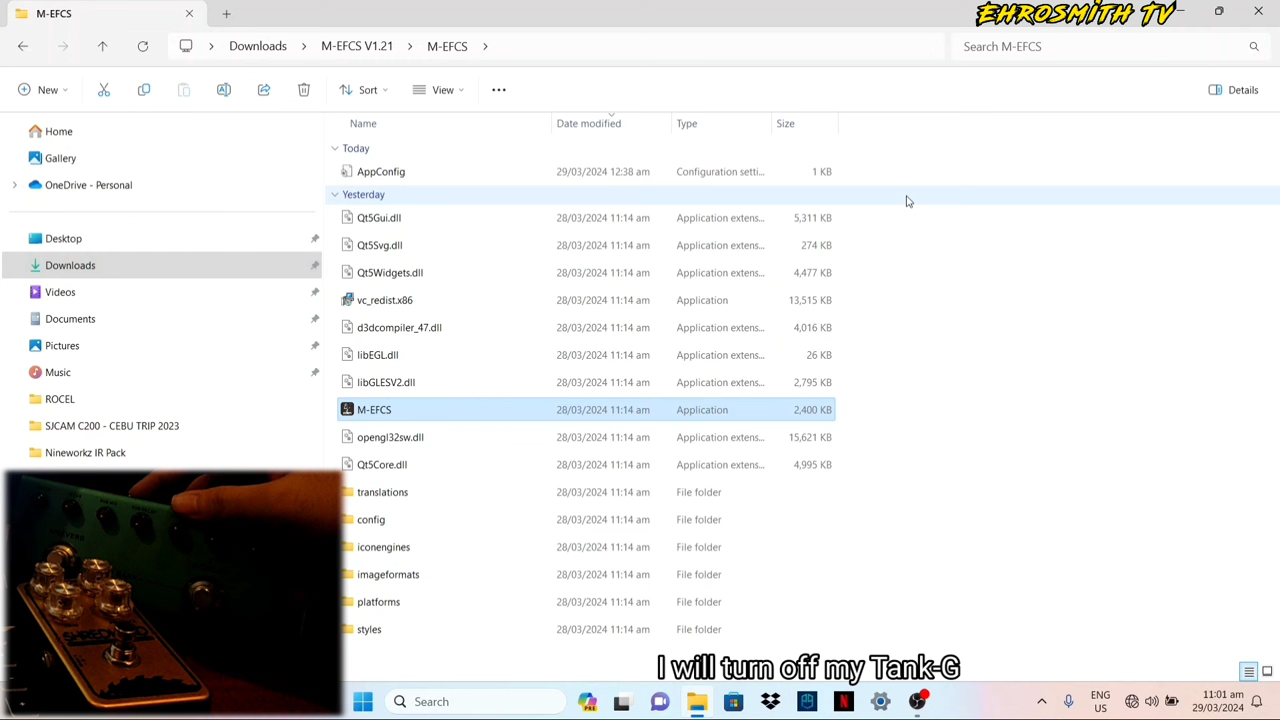 M-EFCS
EHROSMITH TV
Downloads
M-EFCS V1.21
M-EFCS
Search M-EFCS
New
Sort
View
Details
Home
Gallery
OneDrive - Personal
Desktop
Downloads
Videos
Documents
Pictures
Music
ROCEL
SJCAM C200 - CEBU TRIP 2023
Nineworkz IR Pack
Name Date modified Type Size
Today
AppConfig 29/03/2024 12:38 am Configuration setti... 1 KB
Yesterday
Qt5Gui.dll 28/03/2024 11:14 am Application extens... 5,311 KB
Qt5Svg.dll 28/03/2024 11:14 am Application extens... 274 KB
Qt5Widgets.dll 28/03/2024 11:14 am Application extens... 4,477 KB
vc_redist.x86 28/03/2024 11:14 am Application 13,515 KB
d3dcompiler_47.dll 28/03/2024 11:14 am Application extens... 4,016 KB
libEGL.dll 28/03/2024 11:14 am Application extens... 26 KB
libGLESV2.dll 28/03/2024 11:14 am Application extens... 2,795 KB
M-EFCS 28/03/2024 11:14 am Application 2,400 KB
opengl32sw.dll 28/03/2024 11:14 am Application extens... 15,621 KB
Qt5Core.dll 28/03/2024 11:14 am Application extens... 4,995 KB
translations 28/03/2024 11:14 am File folder
config 28/03/2024 11:14 am File folder
iconengines 28/03/2024 11:14 am File folder
imageformats 28/03/2024 11:14 am File folder
platforms 28/03/2024 11:14 am File folder
styles 28/03/2024 11:14 am File folder
I will turn off my Tank-G
Search
ENG
US
11:01 am
29/03/2024